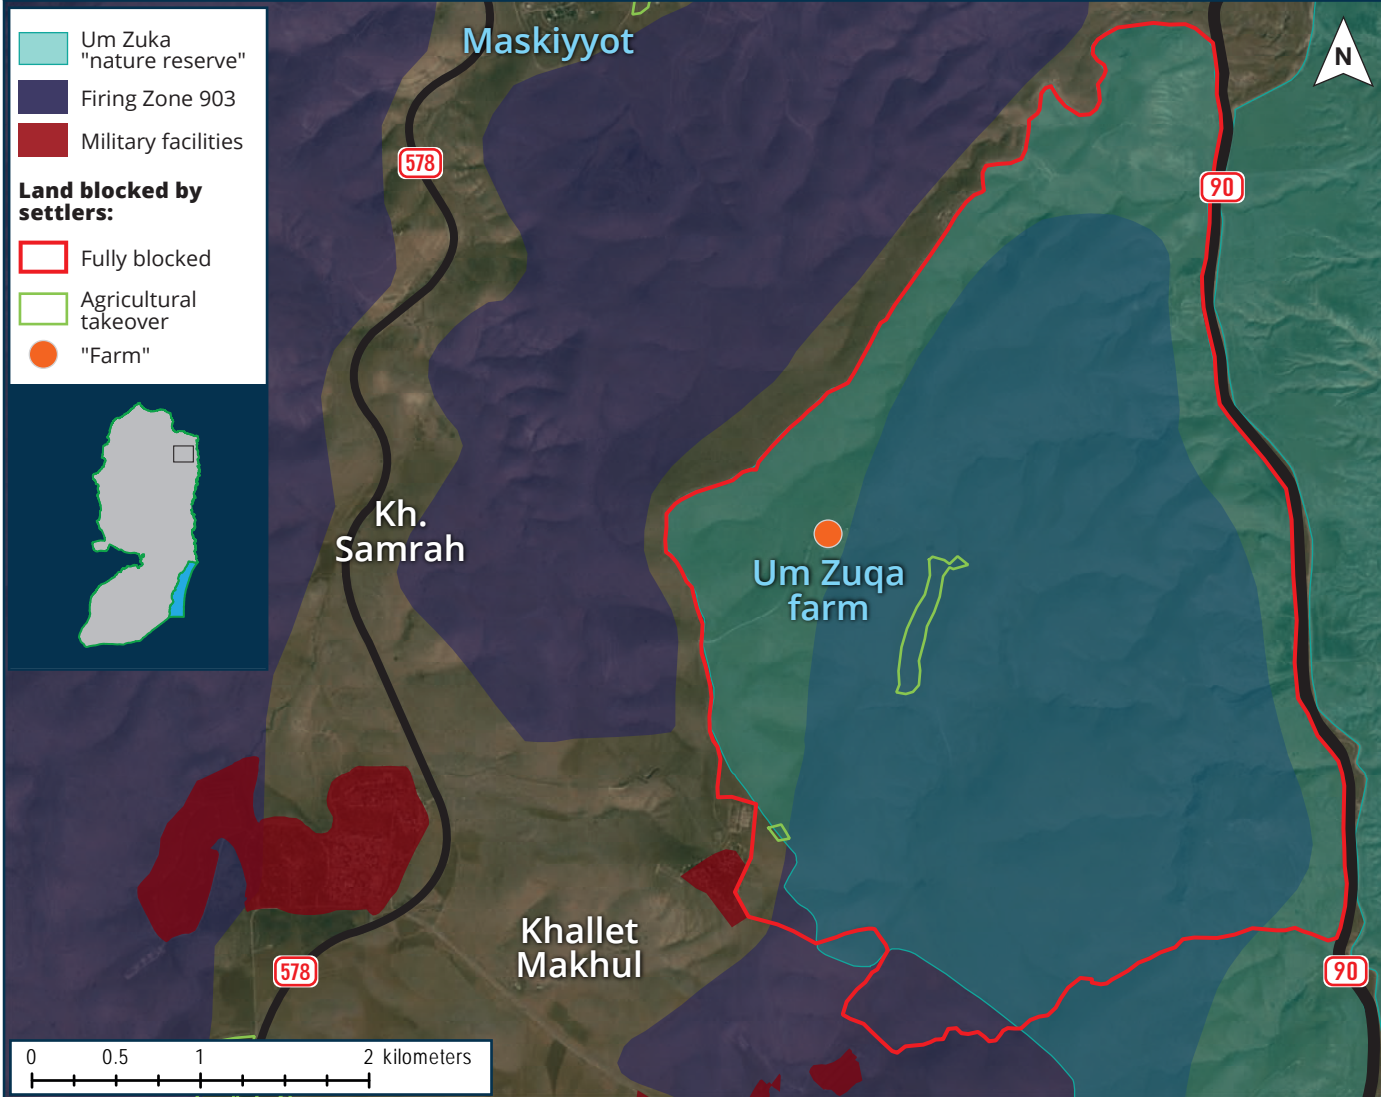 Um Zuka
"nature reserve"
Firing Zone 903
Military facilities
Land blocked by
settlers:
Fully blocked
Agricultural
takeover
"Farm"
Maskiyyot
N
578
90
Kh.
Samrah
Um Zuqa
farm
Khallet
Makhul
578
90
0 0.5 1 2 kilometers